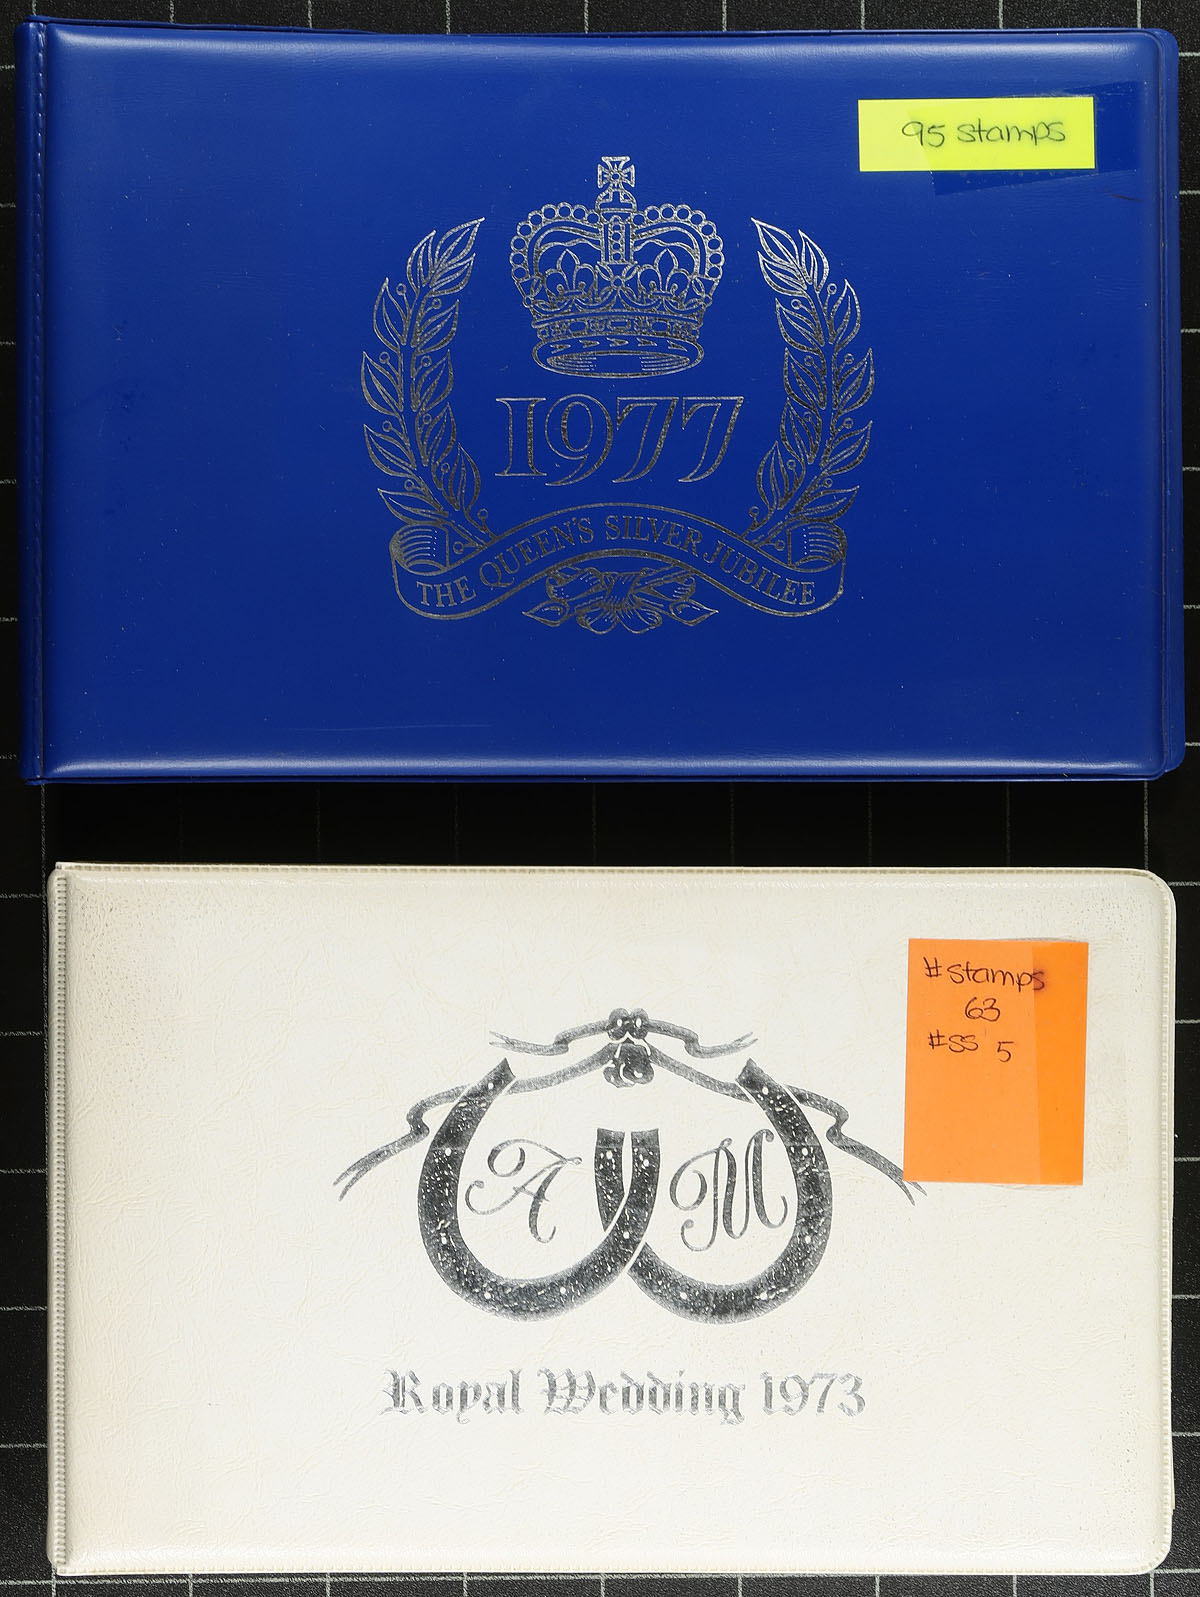 95 stamps
1977
THE QUEEN'S SILVER JUBILEE
#stamps
63
#SS 5
A M
Royal Wedding 1973